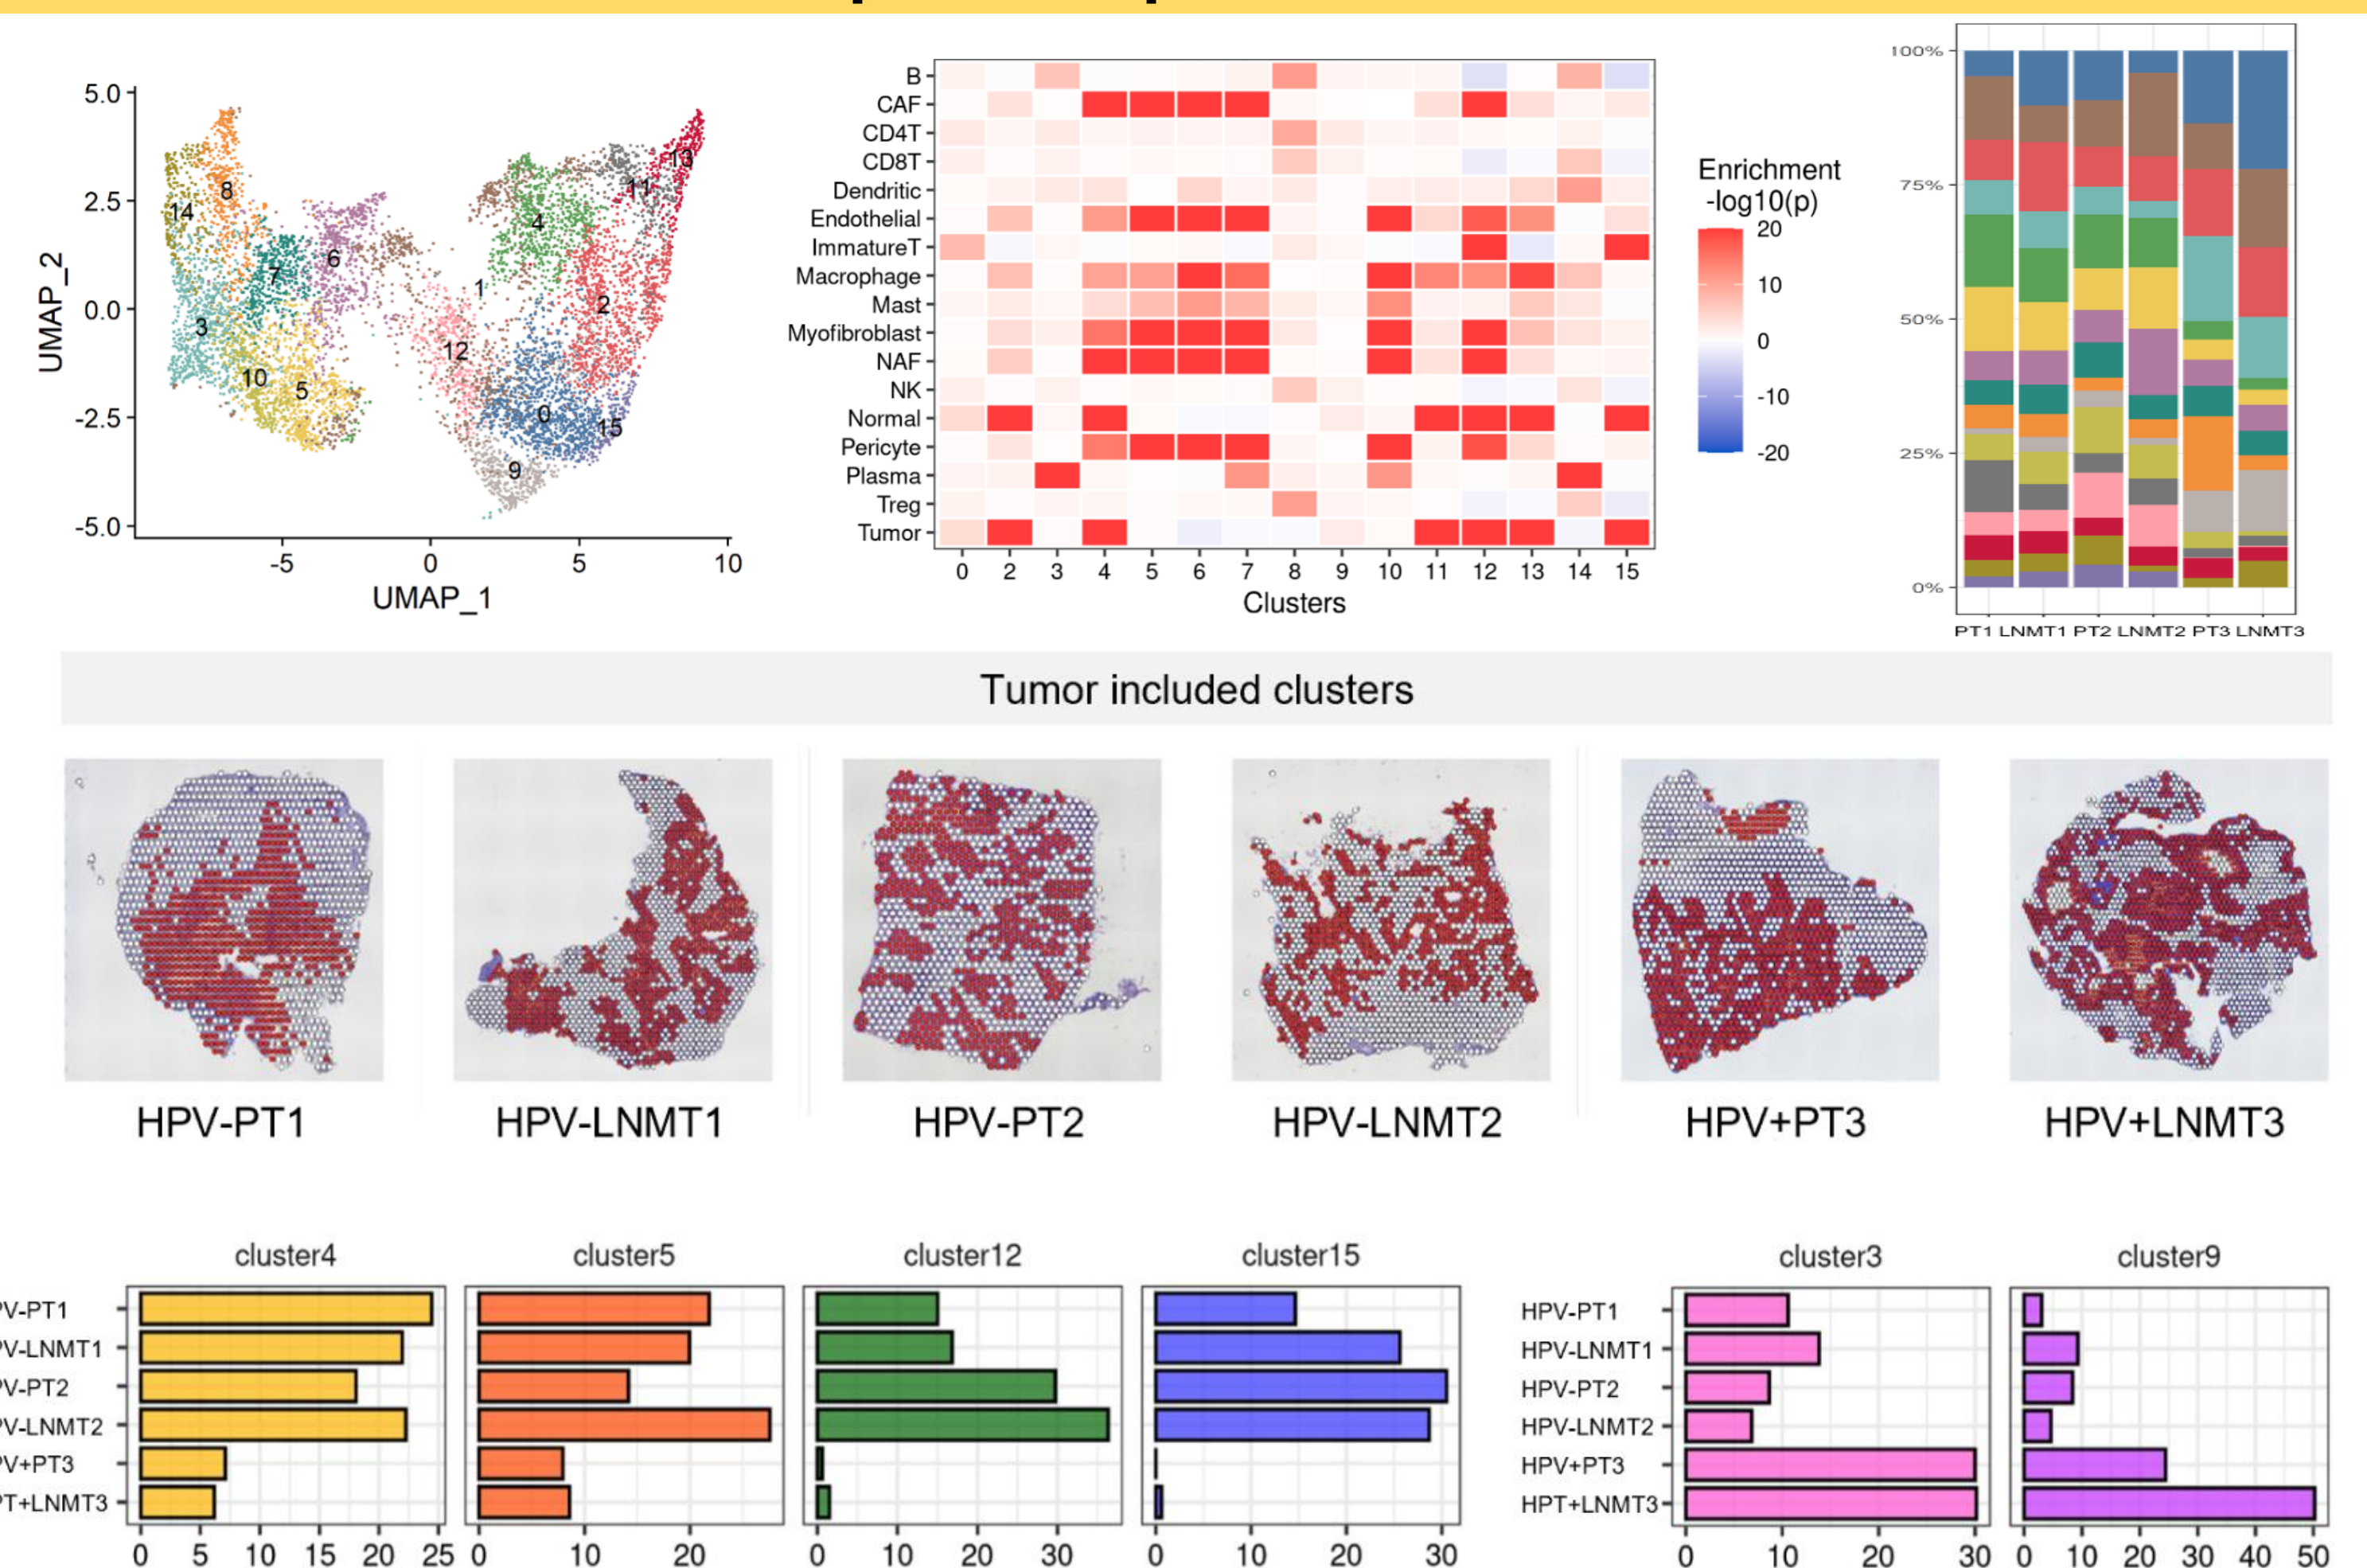 5.0
2.5
0.0
-2.5
-5.0
UMAP_2
-5
0
5
10
UMAP_1
14
8
7
6
3
10
5
1
12
4
11
13
2
0
15
9
B
CAF
CD4T
CD8T
Dendritic
Endothelial
ImmatureT
Macrophage
Mast
Myofibroblast
NAF
NK
Normal
Pericyte
Plasma
Treg
Tumor
0 2 3 4 5 6 7 8 9 10 11 12 13 14 15
Clusters
Enrichment
-log10(p)
20
10
0
-10
-20
100%
75%
50%
25%
0%
PT1 LNMT1 PT2 LNMT2 PT3 LNMT3
Tumor included clusters
HPV-PT1
HPV-LNMT1
HPV-PT2
HPV-LNMT2
HPV+PT3
HPV+LNMT3
cluster4
cluster5
cluster12
cluster15
V-PT1
V-LNMT1
V-PT2
V-LNMT2
V+PT3
T+LNMT3
0 5 10 15 20 25
0 10 20
0 10 20 30
0 10 20 30
cluster3
cluster9
HPV-PT1
HPV-LNMT1
HPV-PT2
HPV-LNMT2
HPV+PT3
HPT+LNMT3
0 10 20 30
0 10 20 30 40 50